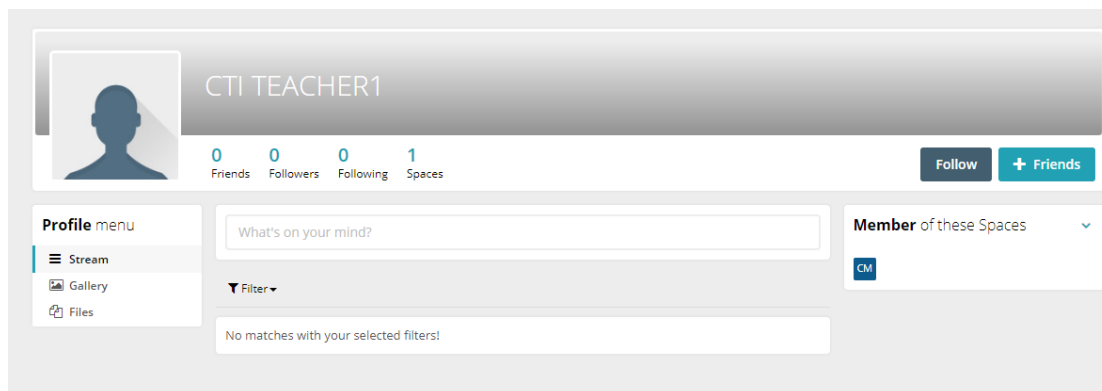 CTI TEACHER1
0 0 0 1
Friends Followers Following Spaces
Follow + Friends
Profile menu
Stream
Gallery
Files
What's on your mind?
Filter
No matches with your selected filters!
Member of these Spaces
CM